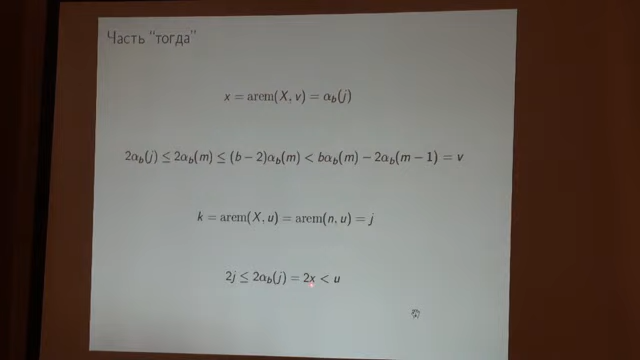 Часть "тогда"
x = arem(X, v) = α_b(j)
2α_b(j) ≤ 2α_b(m) ≤ (b − 2)α_b(m) < bα_b(m) − 2α_b(m − 1) = v
k = arem(X, u) = arem(n, u) = j
2j ≤ 2α_b(j) = 2x < u